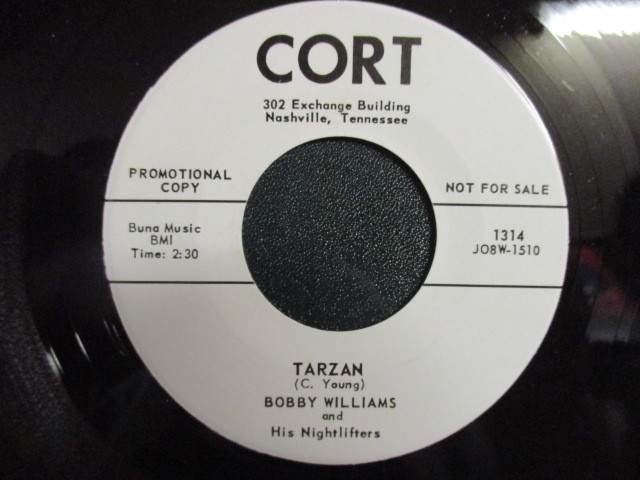 CORT
302 Exchange Building
Nashville, Tennessee
PROMOTIONAL
COPY
NOT FOR SALE
Buna Music
BMI
Time: 2:30
1314
JO8W-1510
TARZAN
(C. Young)
BOBBY WILLIAMS
and
His Nightlifters